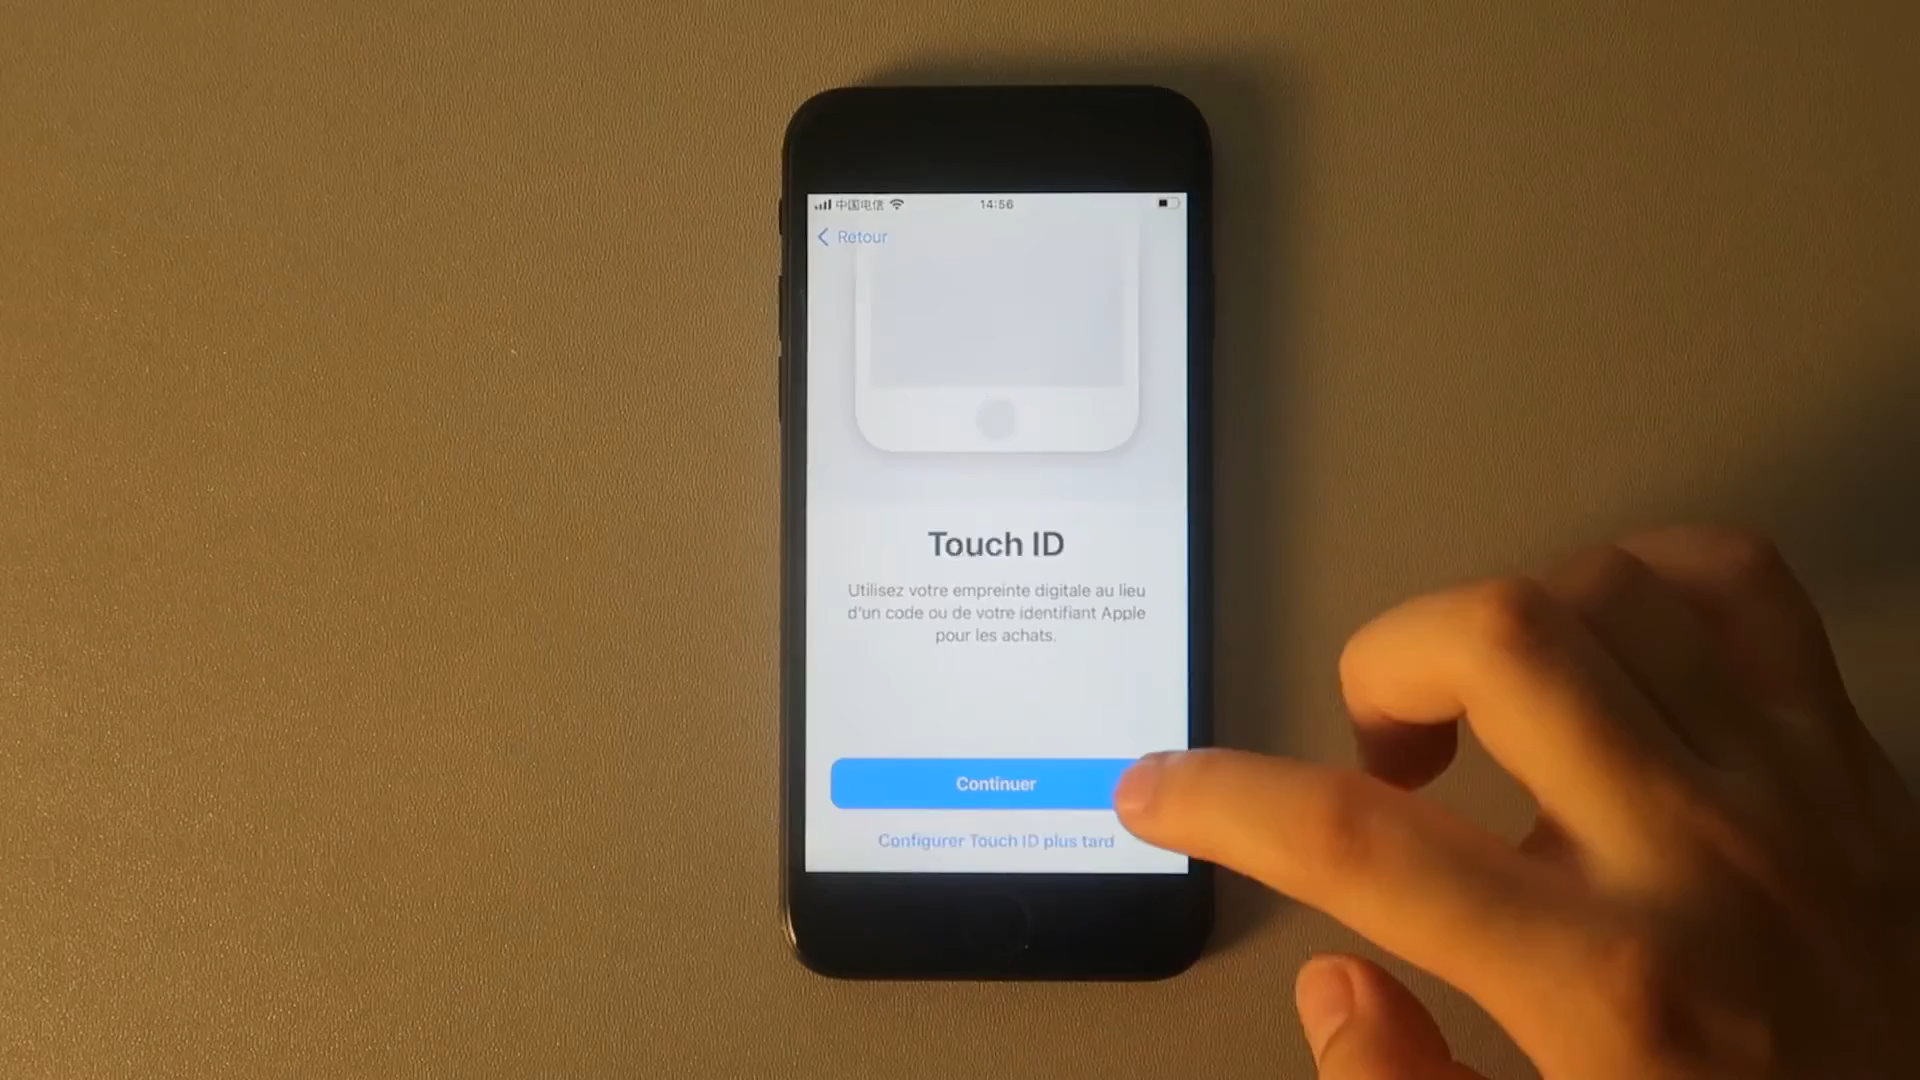 中国电信 14:56
Retour
Touch ID
Utilisez votre empreinte digitale au lieu
d'un code ou de votre identifiant Apple
pour les achats.
Continuer
Configurer Touch ID plus tard